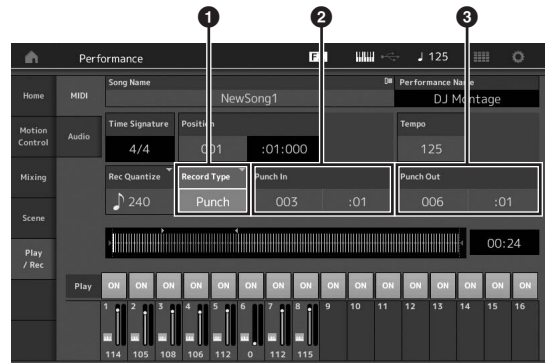 1 2 3
Performance
125
Song Name
NewSong1
Performance Name
DJ Montage
Home
MIDI
Motion Control
Audio
Time Signature
4/4
Position
001 :01:000
Tempo
125
Mixing
Rec Quantize
240
Record Type
Punch
Punch In
003 :01
Punch Out
006 :01
Scene
Play / Rec
00:24
Play
ON ON ON ON ON ON ON ON ON ON ON ON ON ON ON ON
1 2 3 4 5 6 7 8 9 10 11 12 13 14 15 16
114 105 108 106 112 0 112 115